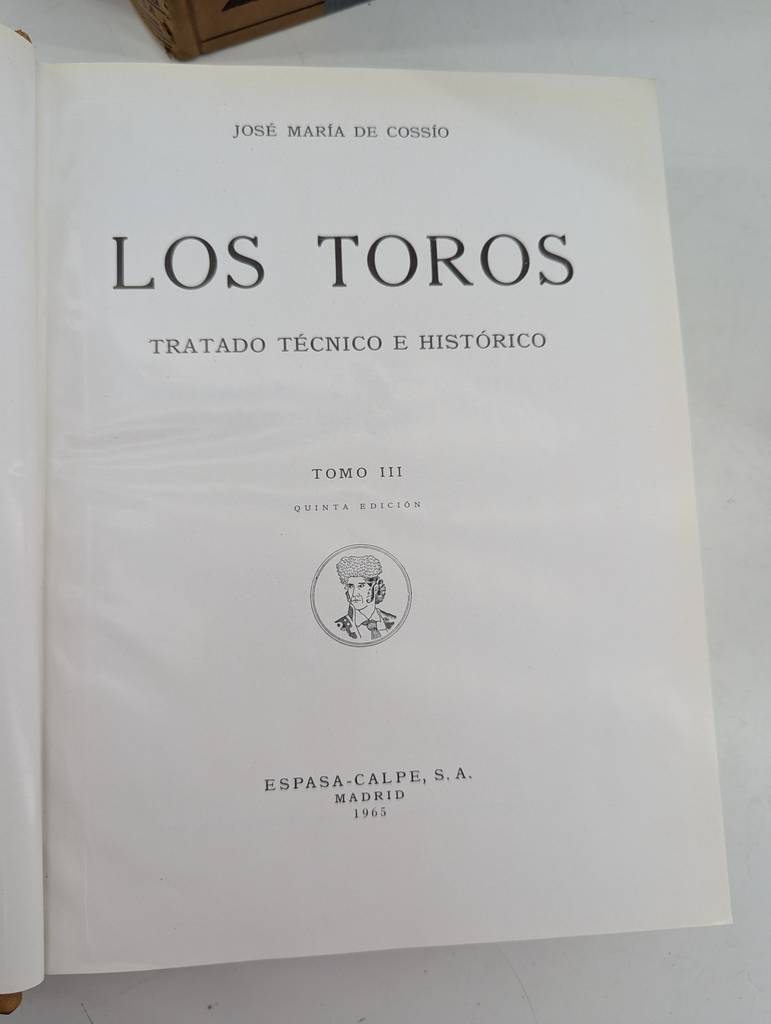 JOSÉ MARÍA DE COSSÍO
LOS TOROS
TRATADO TÉCNICO E HISTÓRICO
TOMO III
QUINTA EDICIÓN
ESPASA-CALPE, S. A.
MADRID
1965